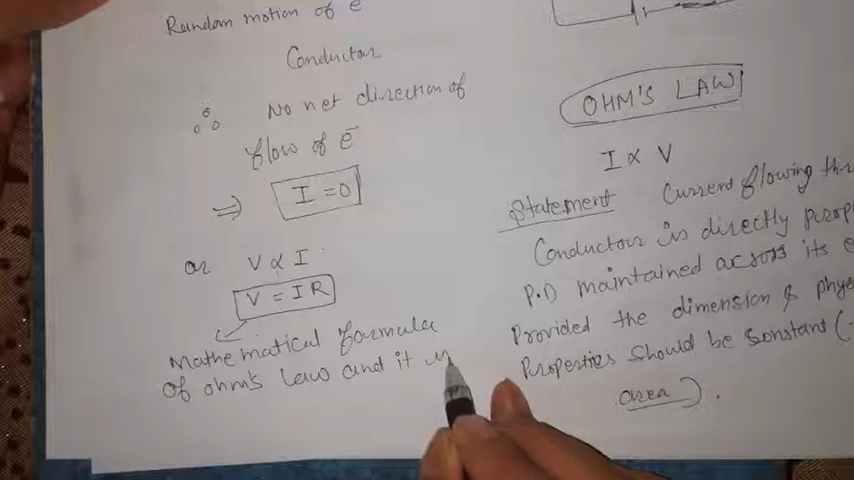 Random motion of e
Conductor
∴ No net direction of
flow of e⁻
⇒ I = 0
or V ∝ I
V = IR
Mathematical formula
of ohm's law and it
OHM'S LAW
I ∝ V
Statement Current flowing
Conductor is directly
P.D maintained across its
Provided the dimension &
Properties should be constant
area).